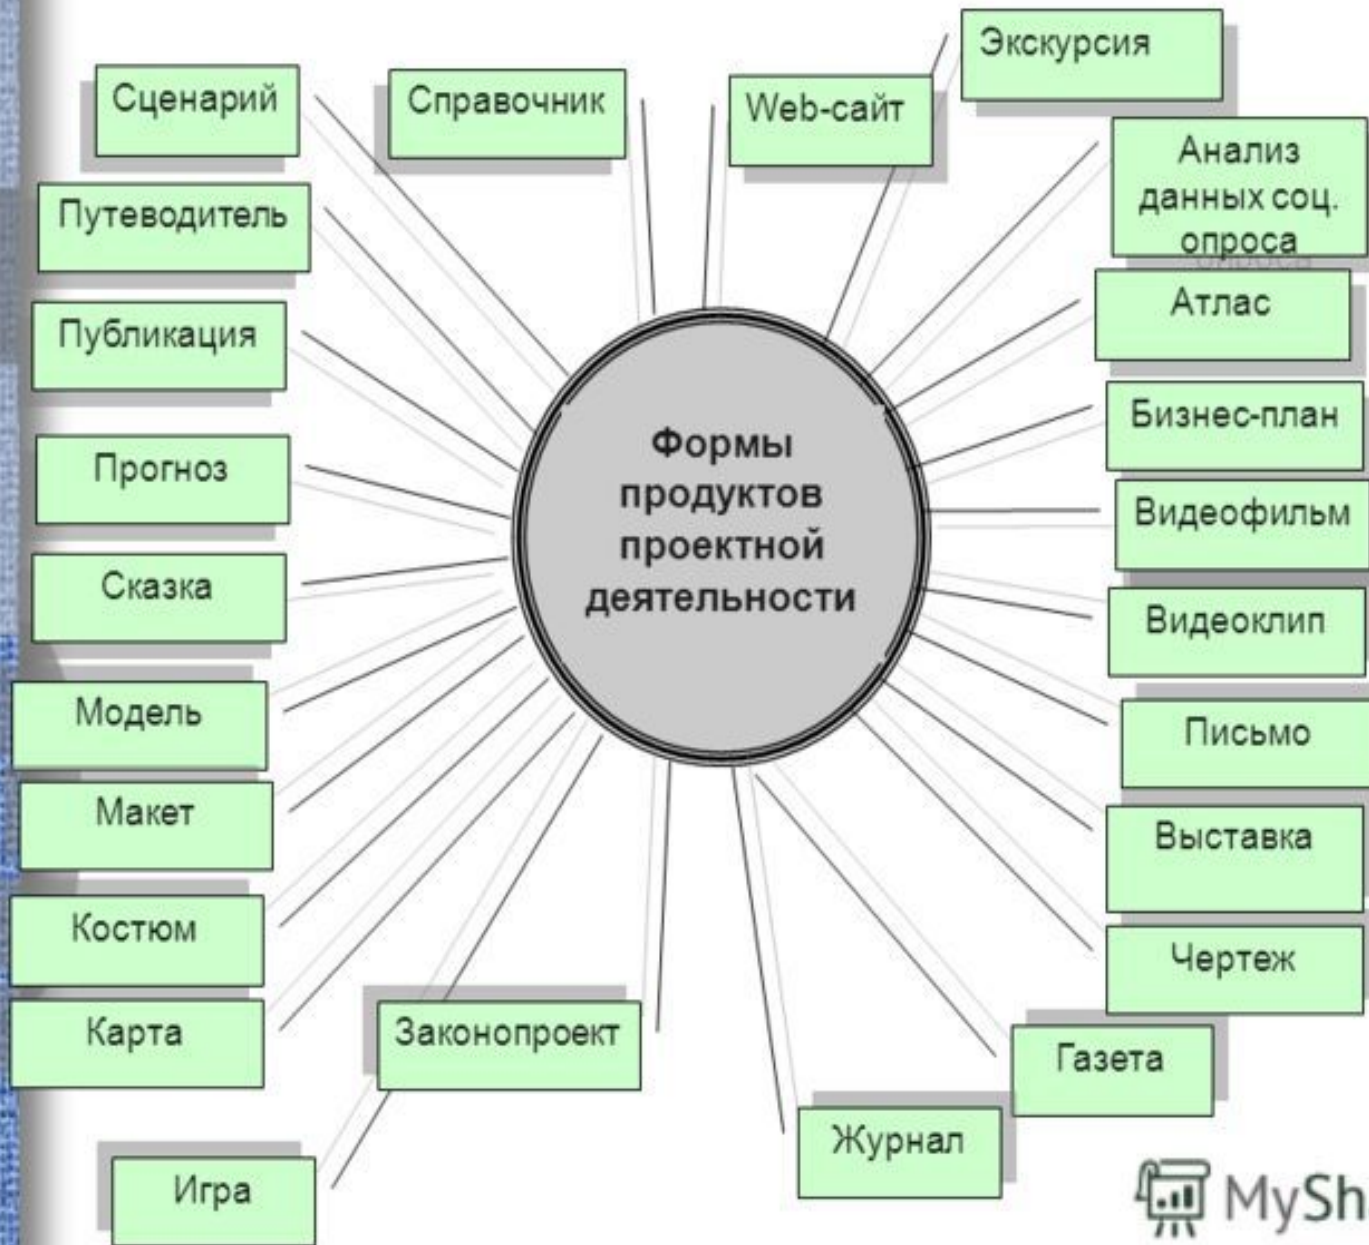 Экскурсия
Сценарий
Справочник
Web-сайт
Анализ
данных соц.
опроса
Путеводитель
Атлас
Публикация
Бизнес-план
Формы
продуктов
проектной
деятельности
Прогноз
Видеофильм
Сказка
Видеоклип
Модель
Письмо
Макет
Выставка
Костюм
Чертеж
Карта
Законопроект
Газета
Журнал
Игра
MySh